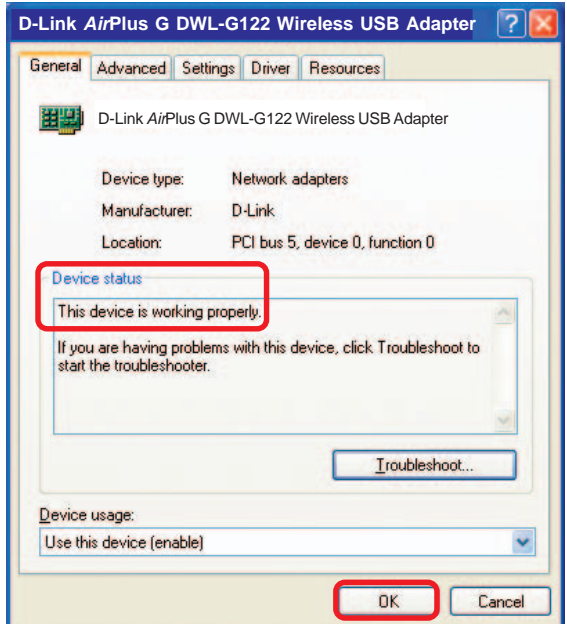 D-Link AirPlus G DWL-G122 Wireless USB Adapter
General Advanced Settings Driver Resources
D-Link AirPlus G DWL-G122 Wireless USB Adapter
Device type: Network adapters
Manufacturer: D-Link
Location: PCI bus 5, device 0, function 0
Device status
This device is working properly.
If you are having problems with this device, click Troubleshoot to
start the troubleshooter.
Troubleshoot...
Device usage:
Use this device (enable)
OK Cancel